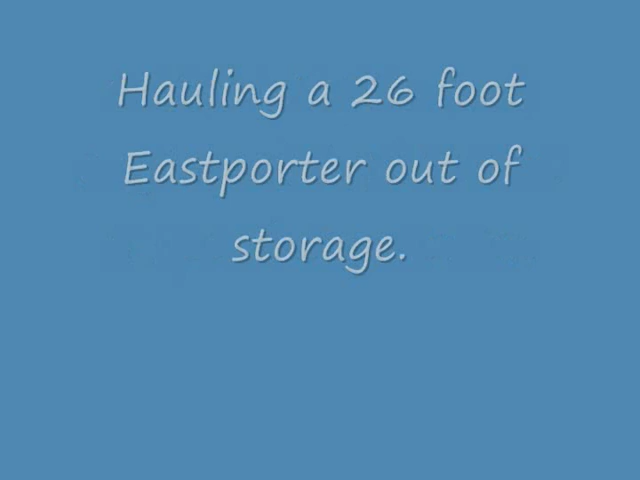 Hauling a 26 foot
Eastporter out of
storage.